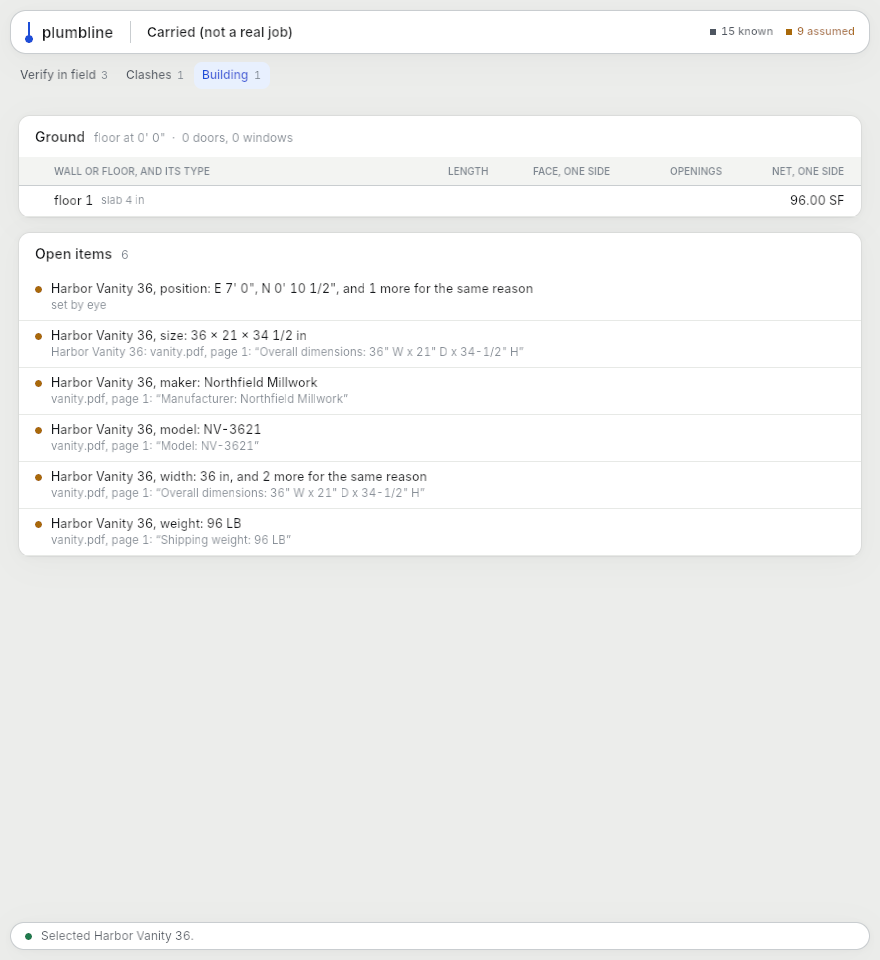 plumbline
Carried (not a real job)
15 known
9 assumed
Verify in field 3
Clashes 1
Building 1
Ground floor at 0' 0" · 0 doors, 0 windows
WALL OR FLOOR, AND ITS TYPE LENGTH FACE, ONE SIDE OPENINGS NET, ONE SIDE
floor 1 slab 4 in 96.00 SF
Open items 6
Harbor Vanity 36, position: E 7' 0", N 0' 10 1/2", and 1 more for the same reason
set by eye
Harbor Vanity 36, size: 36 × 21 × 34 1/2 in
Harbor Vanity 36: vanity.pdf, page 1: “Overall dimensions: 36" W x 21" D x 34-1/2" H”
Harbor Vanity 36, maker: Northfield Millwork
vanity.pdf, page 1: “Manufacturer: Northfield Millwork”
Harbor Vanity 36, model: NV-3621
vanity.pdf, page 1: “Model: NV-3621”
Harbor Vanity 36, width: 36 in, and 2 more for the same reason
vanity.pdf, page 1: “Overall dimensions: 36" W x 21" D x 34-1/2" H”
Harbor Vanity 36, weight: 96 LB
vanity.pdf, page 1: “Shipping weight: 96 LB”
Selected Harbor Vanity 36.